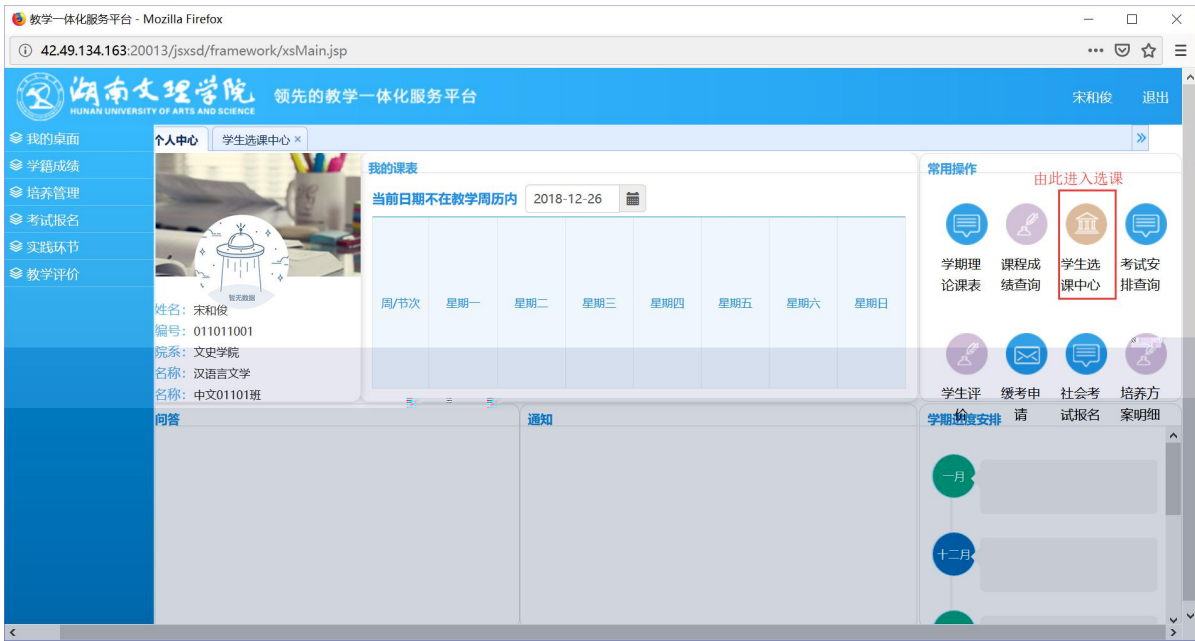 教学一体化服务平台 - Mozilla Firefox
42.49.134.163:20013/jsxsd/framework/xsMain.jsp
湖南文理学院
HUNAN UNIVERSITY OF ARTS AND SCIENCE
领先的教学一体化服务平台
宋和俊 退出
我的桌面
学籍成绩
培养管理
考试报名
实践环节
教学评价
个人中心 学生选课中心 ×
暂无数据
姓名：宋和俊
编号：011011001
院系：文史学院
名称：汉语言文学
名称：中文01101班
我的课表
当前日期不在教学周历内 2018-12-26
周/节次 星期一 星期二 星期三 星期四 星期五 星期六 星期日
常用操作
由此进入选课
学期理论课表
课程成绩查询
学生选课中心
考试安排查询
学生评价
缓考申请
社会考试报名
培养方案明细
问答
通知
学期进度安排
一月
十二月